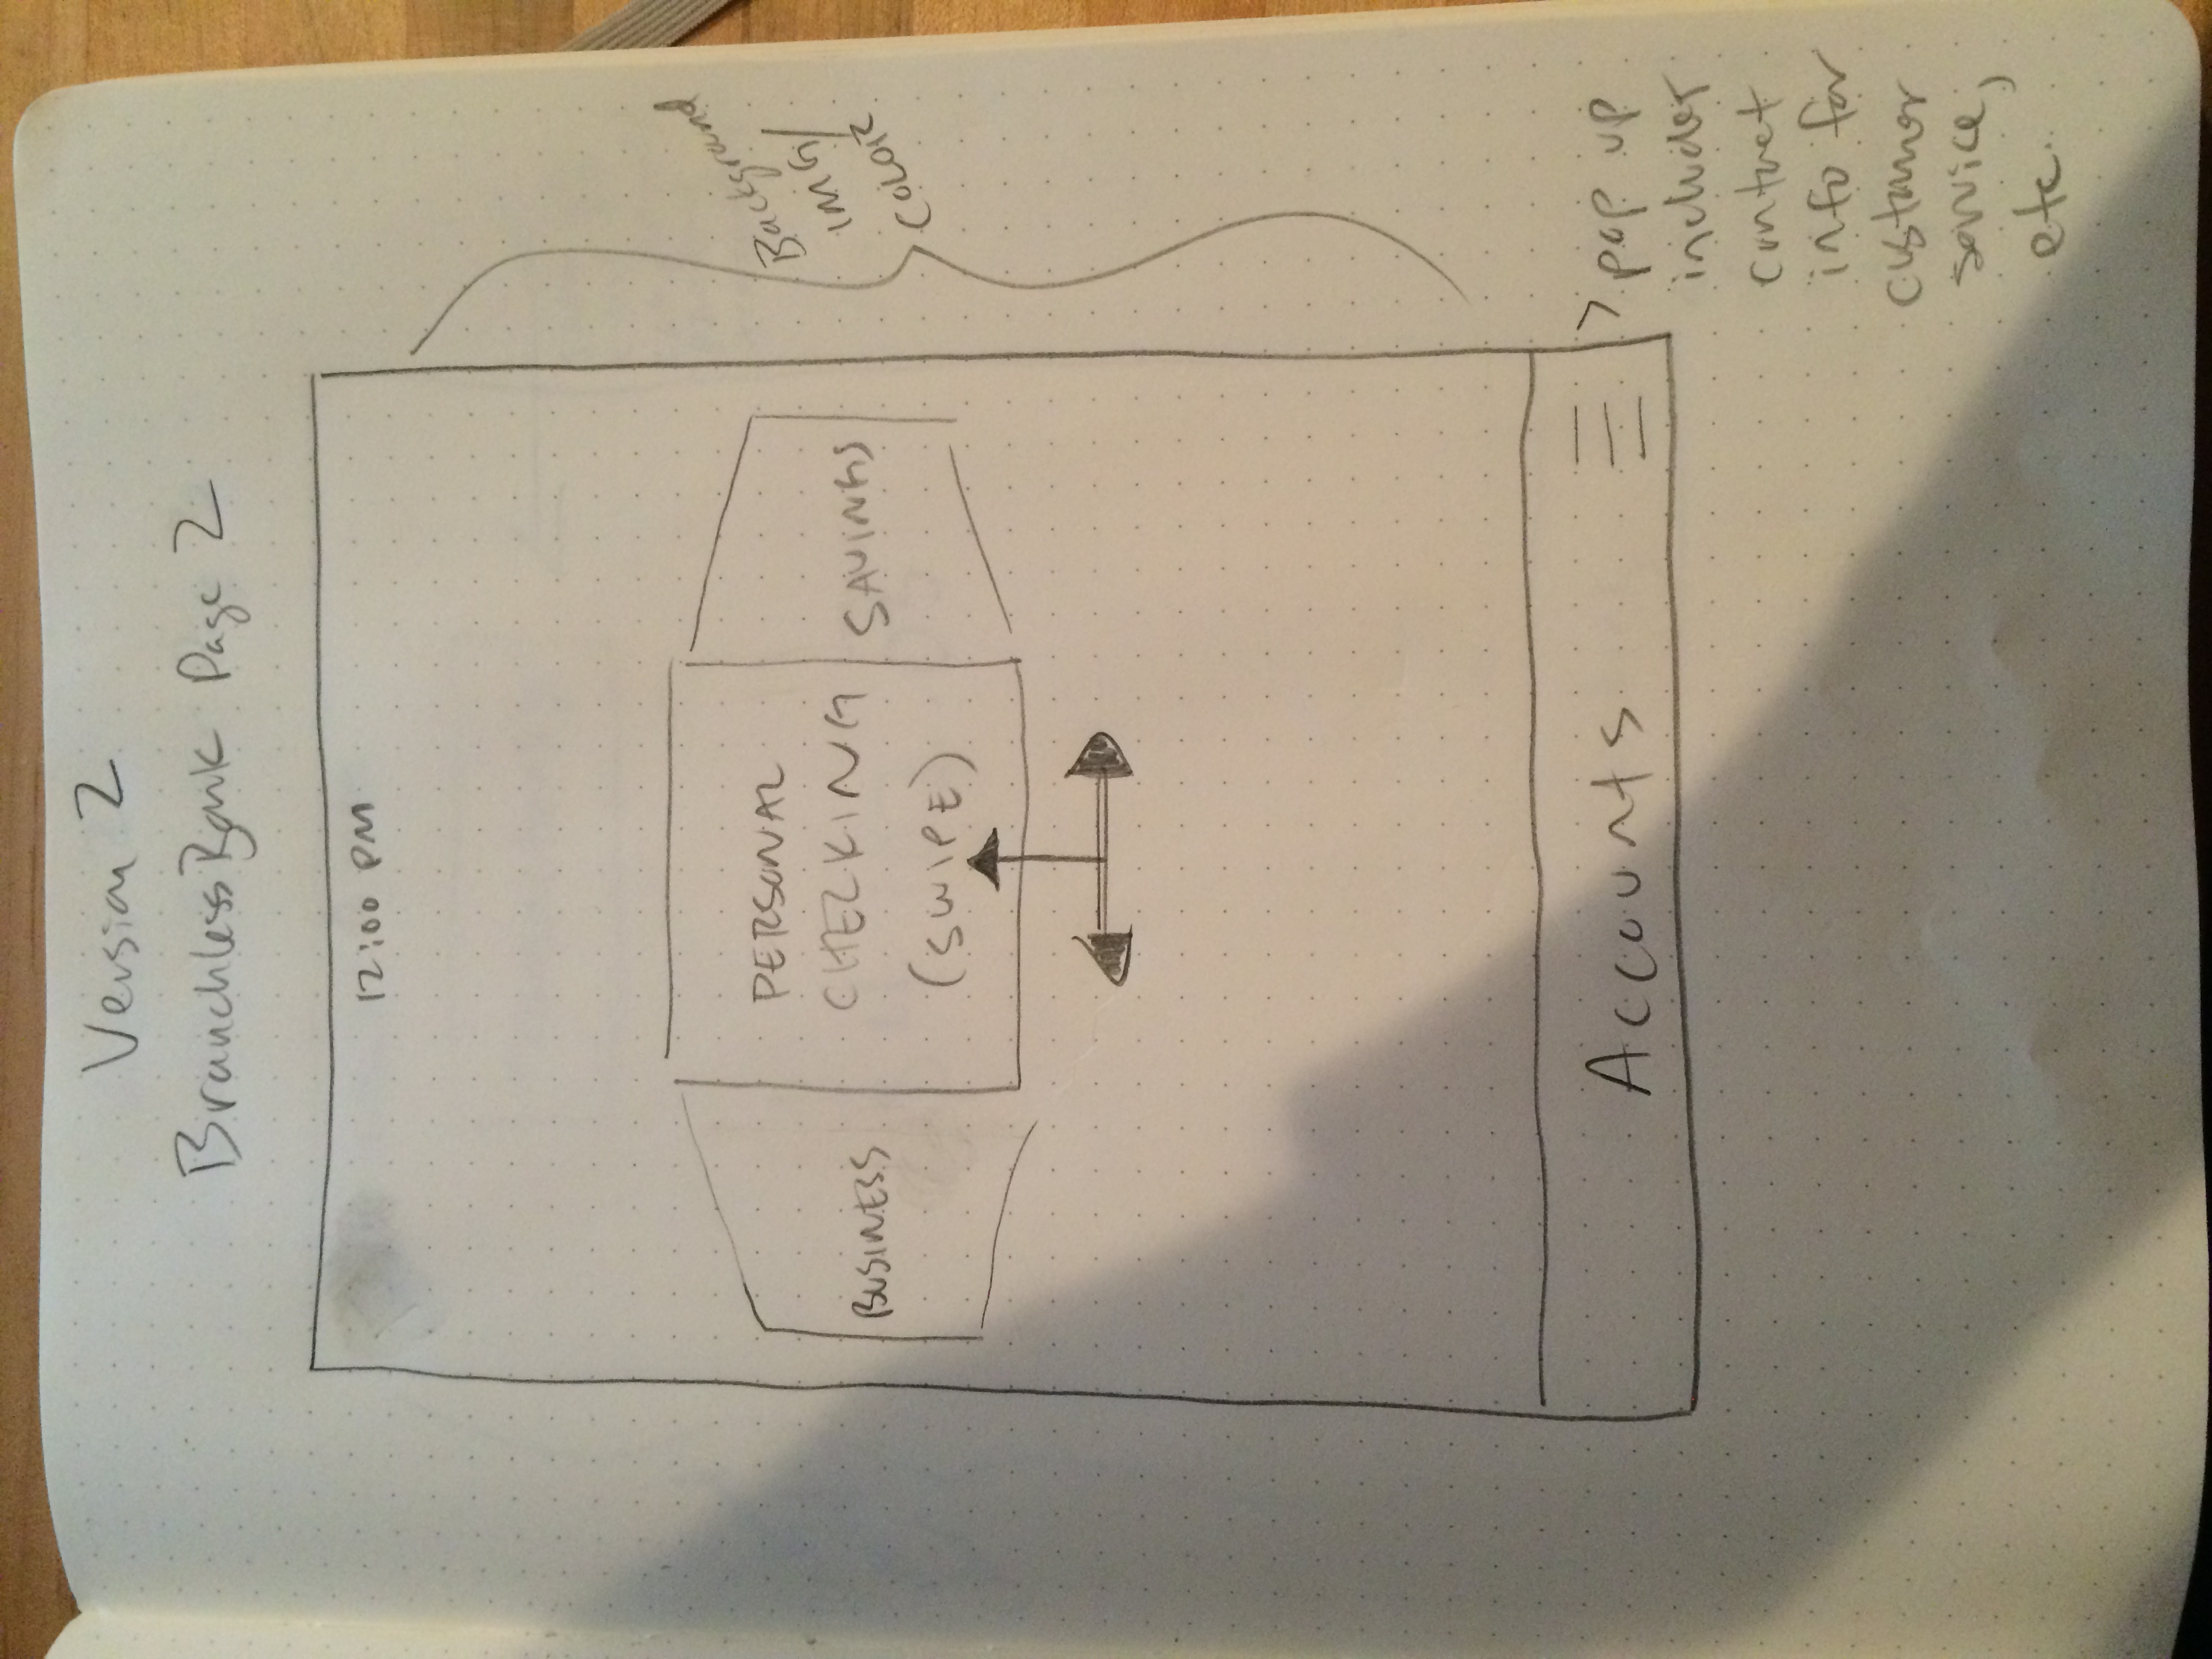 Version 2
BranchlessBank Page 2
12:00 PM
BUSINESS
PERSONAL
CHECKING
(SWIPE)
SAVINGS
Background
IMG/
COLOR
Accounts
> pop up
includes
contact
info for
customer
service,
etc.